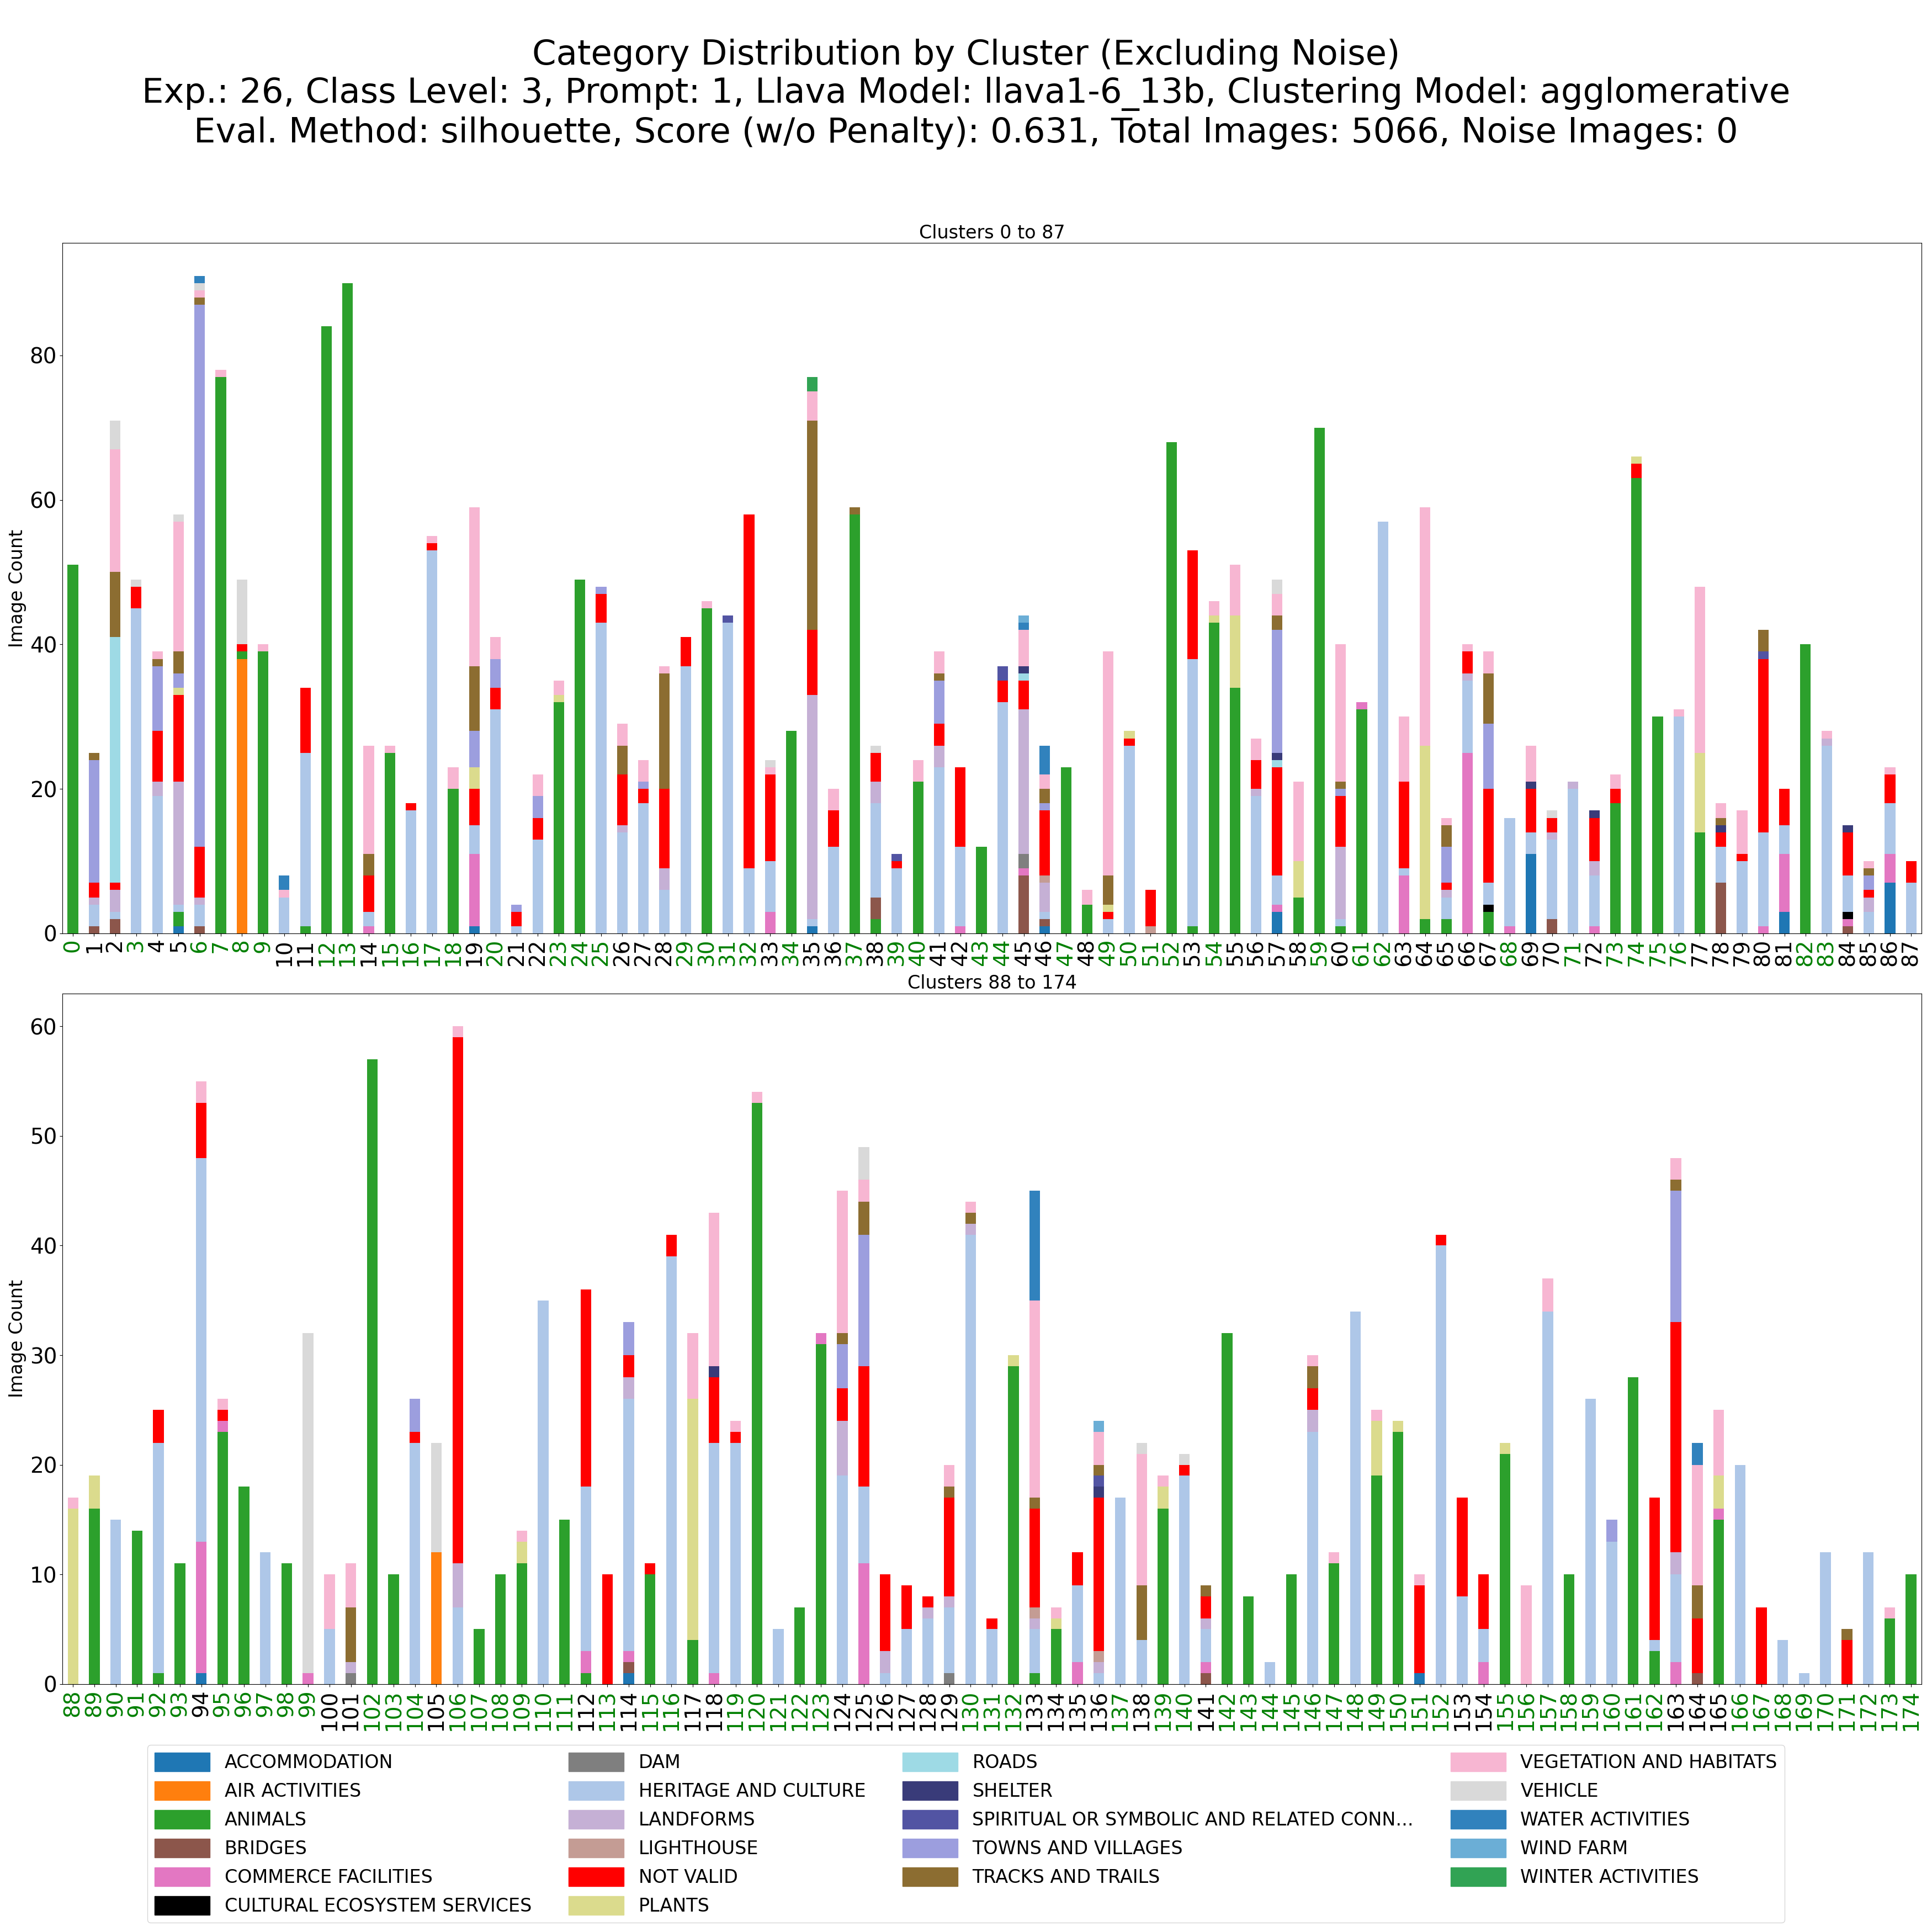 Category Distribution by Cluster (Excluding Noise)
Exp.: 26, Class Level: 3, Prompt: 1, Llava Model: llava1-6_13b, Clustering Model: agglomerative
Eval. Method: silhouette, Score (w/o Penalty): 0.631, Total Images: 5066, Noise Images: 0
Clusters 0 to 87
Image Count
80
60
40
20
0
0 1 2 3 4 5 6 7 8 9 10 11 12 13 14 15 16 17 18 19 20 21 22 23 24 25 26 27 28 29 30 31 32 33 34 35 36 37 38 39 40 41 42 43 44 45 46 47 48 49 50 51 52 53 54 55 56 57 58 59 60 61 62 63 64 65 66 67 68 69 70 71 72 73 74 75 76 77 78 79 80 81 82 83 84 85 86 87
Clusters 88 to 174
Image Count
60
50
40
30
20
10
0
88 89 90 91 92 93 94 95 96 97 98 99 100 101 102 103 104 105 106 107 108 109 110 111 112 113 114 115 116 117 118 119 120 121 122 123 124 125 126 127 128 129 130 131 132 133 134 135 136 137 138 139 140 141 142 143 144 145 146 147 148 149 150 151 152 153 154 155 156 157 158 159 160 161 162 163 164 165 166 167 168 169 170 171 172 173 174
ACCOMMODATION
AIR ACTIVITIES
ANIMALS
BRIDGES
COMMERCE FACILITIES
CULTURAL ECOSYSTEM SERVICES
DAM
HERITAGE AND CULTURE
LANDFORMS
LIGHTHOUSE
NOT VALID
PLANTS
ROADS
SHELTER
SPIRITUAL OR SYMBOLIC AND RELATED CONN...
TOWNS AND VILLAGES
TRACKS AND TRAILS
VEGETATION AND HABITATS
VEHICLE
WATER ACTIVITIES
WIND FARM
WINTER ACTIVITIES